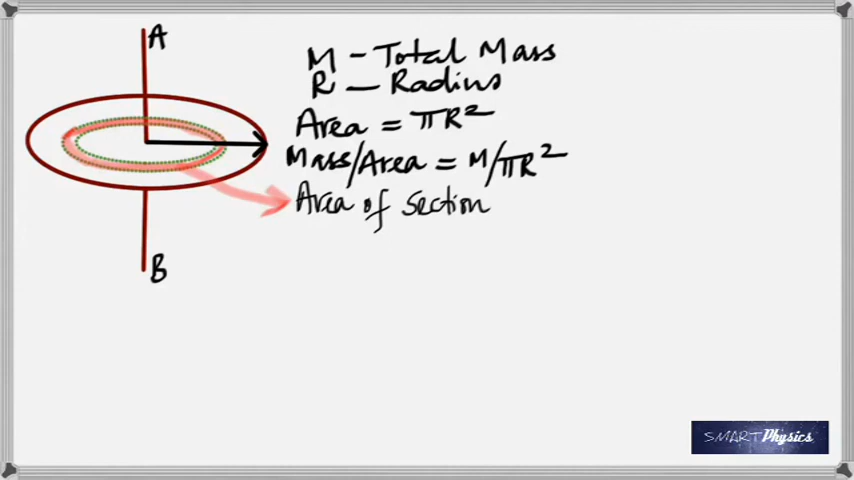 A
M - Total Mass
R - Radius
Area = πR²
Mass/Area = M/πR²
Area of section
B
SMARTPhysics